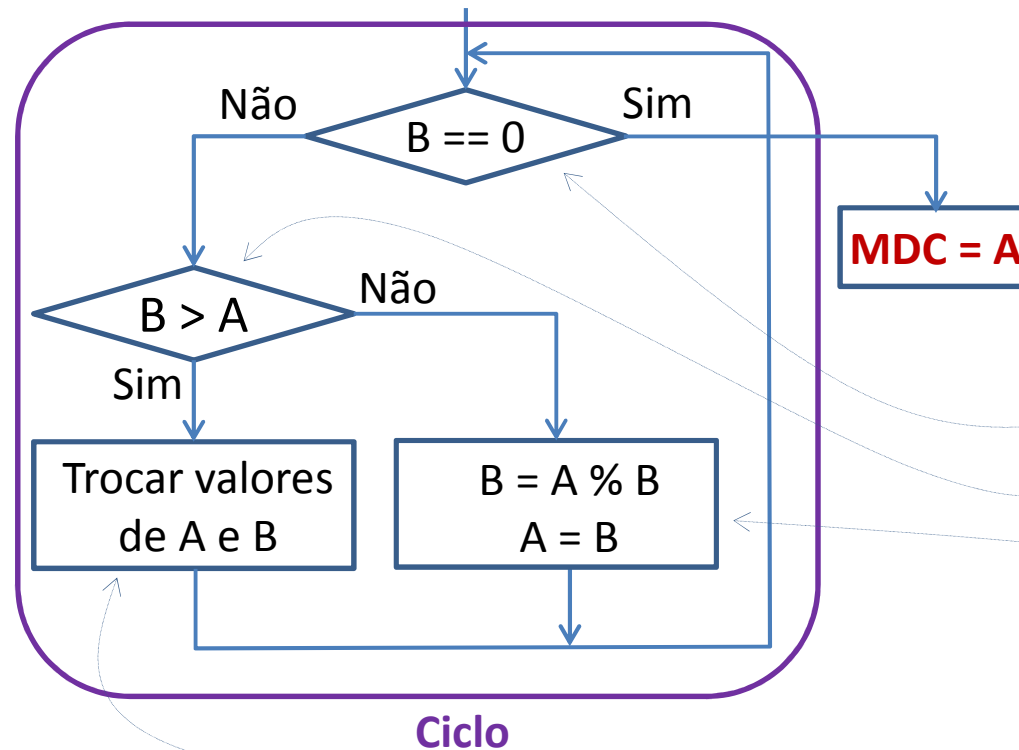 Não
Sim
B == 0
MDC = A
Não
B > A
Sim
Trocar valores
de A e B
B = A % B
A = B
Ciclo